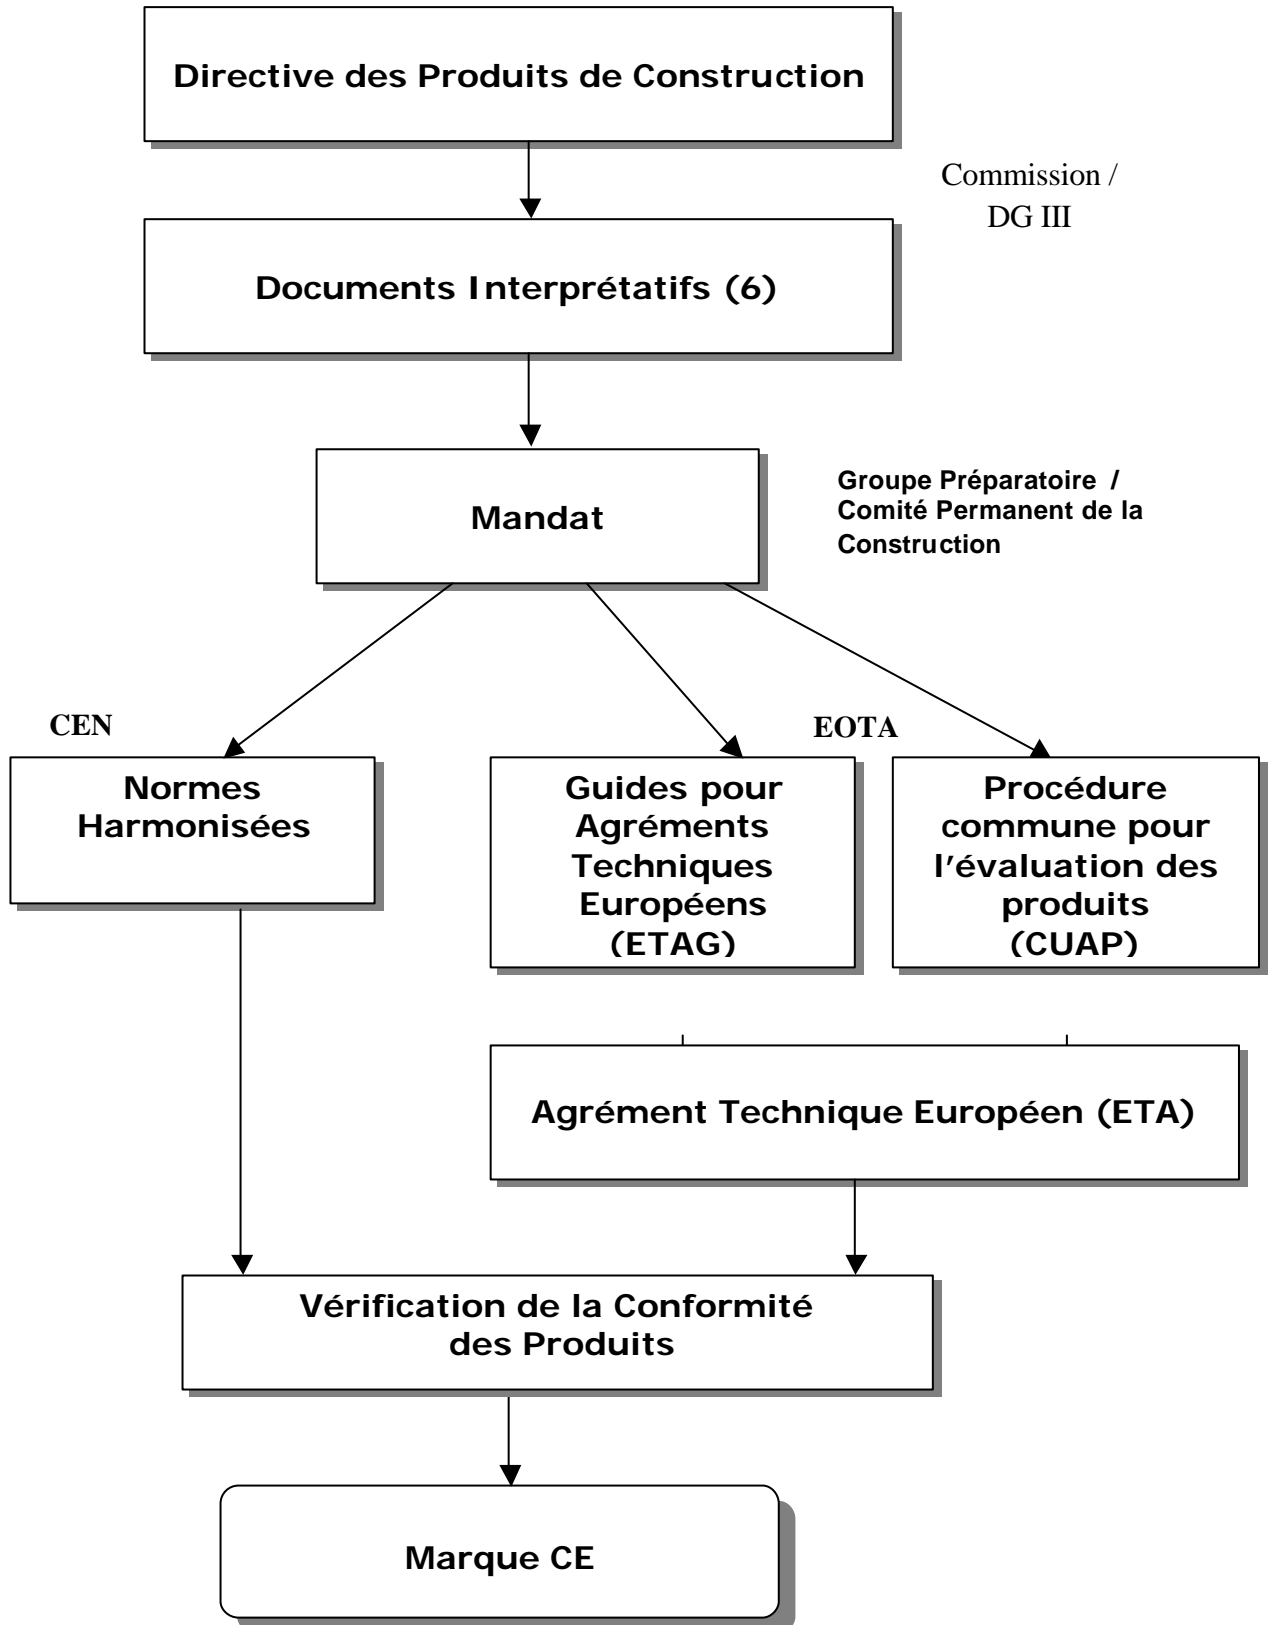 Directive des Produits de Construction
Commission /
DG III
Documents Interprétatifs (6)
Mandat
Groupe Préparatoire /
Comité Permanent de la
Construction
CEN
EOTA
Normes
Harmonisées
Guides pour
Agréments
Techniques
Européens
(ETAG)
Procédure
commune pour
l'évaluation des
produits
(CUAP)
Agrément Technique Européen (ETA)
Vérification de la Conformité
des Produits
Marque CE